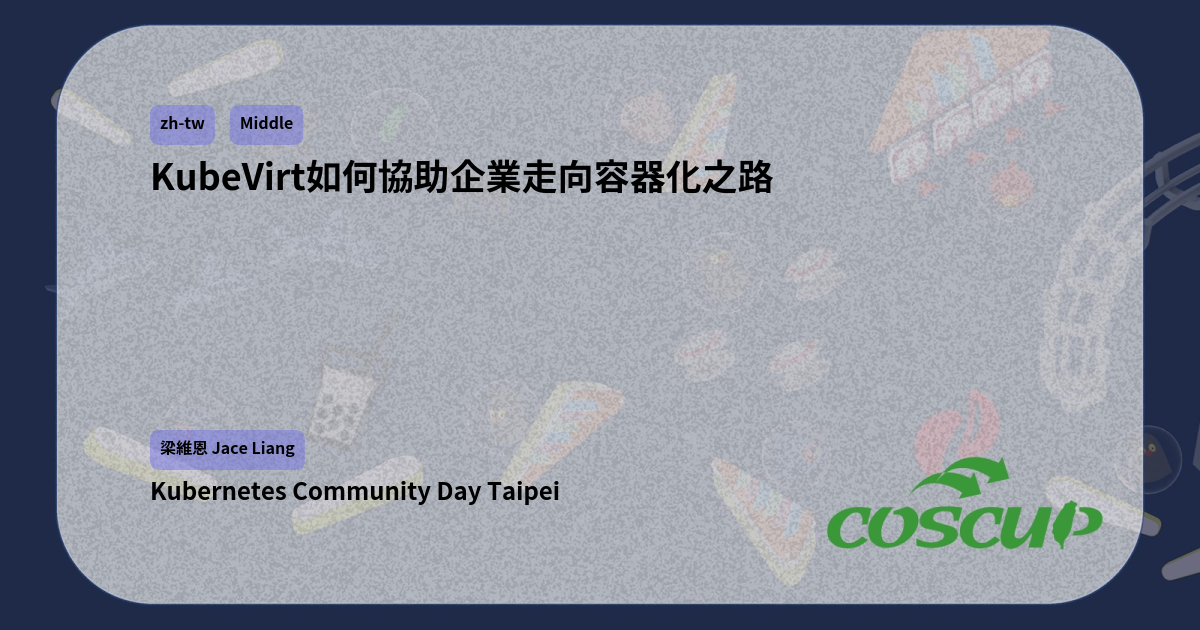 zh-tw Middle
KubeVirt如何協助企業走向容器化之路
梁維恩 Jace Liang
Kubernetes Community Day Taipei
COSCUP